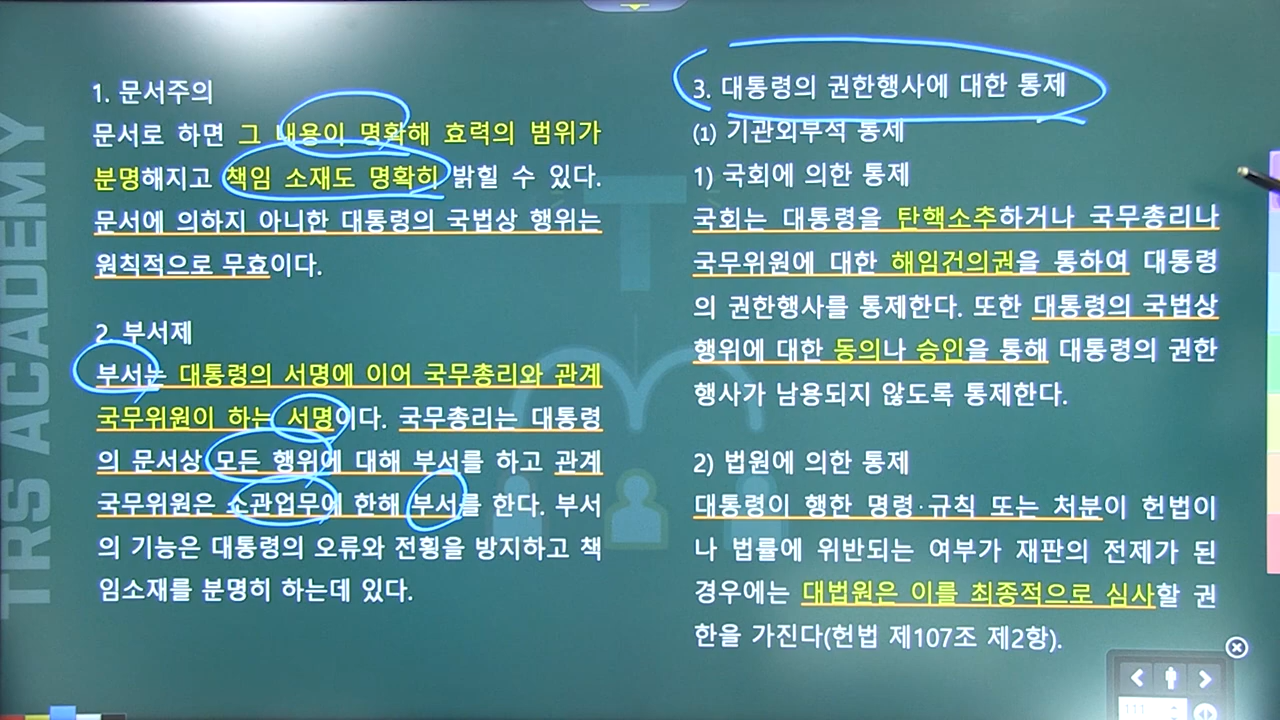 1. 문서주의
문서로 하면 그 내용이 명확해 효력의 범위가
분명해지고 책임 소재도 명확히 밝힐 수 있다.
문서에 의하지 아니한 대통령의 국법상 행위는
원칙적으로 무효이다.
2. 부서제
부서는 대통령의 서명에 이어 국무총리와 관계
국무위원이 하는 서명이다. 국무총리는 대통령
의 문서상 모든 행위에 대해 부서를 하고 관계
국무위원은 소관업무에 한해 부서를 한다. 부서
의 기능은 대통령의 오류와 전횡을 방지하고 책
임소재를 분명히 하는데 있다.
3. 대통령의 권한행사에 대한 통제
(1) 기관외부적 통제
1) 국회에 의한 통제
국회는 대통령을 탄핵소추하거나 국무총리나
국무위원에 대한 해임건의권을 통하여 대통령
의 권한행사를 통제한다. 또한 대통령의 국법상
행위에 대한 동의나 승인을 통해 대통령의 권한
행사가 남용되지 않도록 통제한다.
2) 법원에 의한 통제
대통령이 행한 명령·규칙 또는 처분이 헌법이
나 법률에 위반되는 여부가 재판의 전제가 된
경우에는 대법원은 이를 최종적으로 심사할 권
한을 가진다(헌법 제107조 제2항).
TRS ACADEMY
111